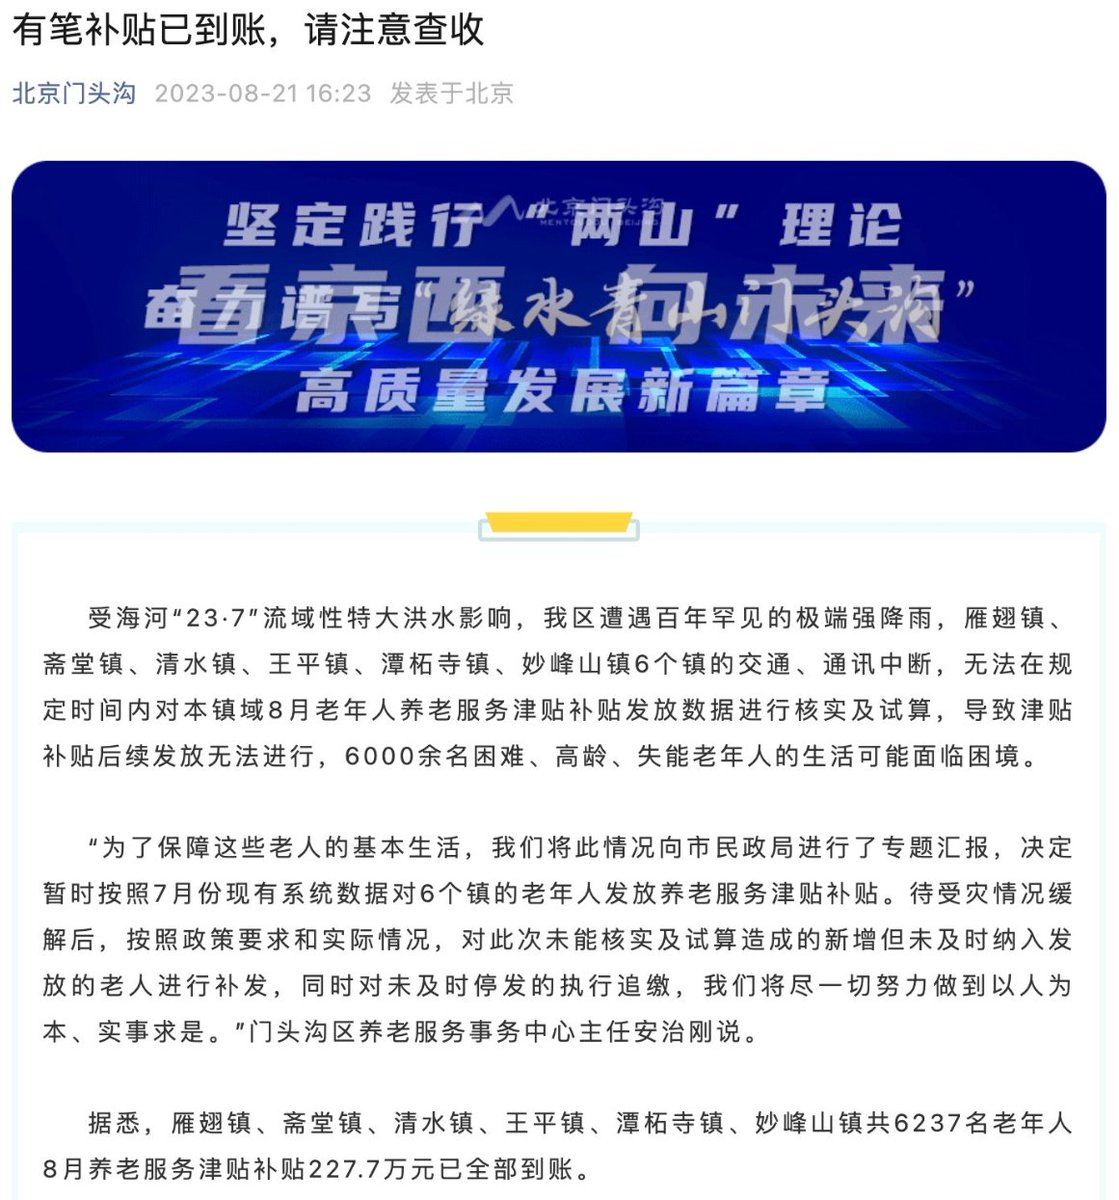 有笔补贴已到账，请注意查收
北京门头沟 2023-08-21 16:23 发表于北京
北京门头沟
坚定践行“两山”理论
看京西 向未来
奋力谱写“绿水青山门头沟”
高质量发展新篇章
受海河“23·7”流域性特大洪水影响，我区遭遇百年罕见的极端强降雨，雁翅镇、
斋堂镇、清水镇、王平镇、潭柘寺镇、妙峰山镇6个镇的交通、通讯中断，无法在规
定时间内对本镇域8月老年人养老服务津贴补贴发放数据进行核实及试算，导致津贴
补贴后续发放无法进行，6000余名困难、高龄、失能老年人的生活可能面临困境。
“为了保障这些老人的基本生活，我们将此情况向市民政局进行了专题汇报，决定
暂时按照7月份现有系统数据对6个镇的老年人发放养老服务津贴补贴。待受灾情况缓
解后，按照政策要求和实际情况，对此次未能核实及试算造成的新增但未及时纳入发
放的老人进行补发，同时对未及时停发的执行追缴，我们将尽一切努力做到以人为
本、实事求是。”门头沟区养老服务事务中心主任安治刚说。
据悉，雁翅镇、斋堂镇、清水镇、王平镇、潭柘寺镇、妙峰山镇共6237名老年人
8月养老服务津贴补贴227.7万元已全部到账。